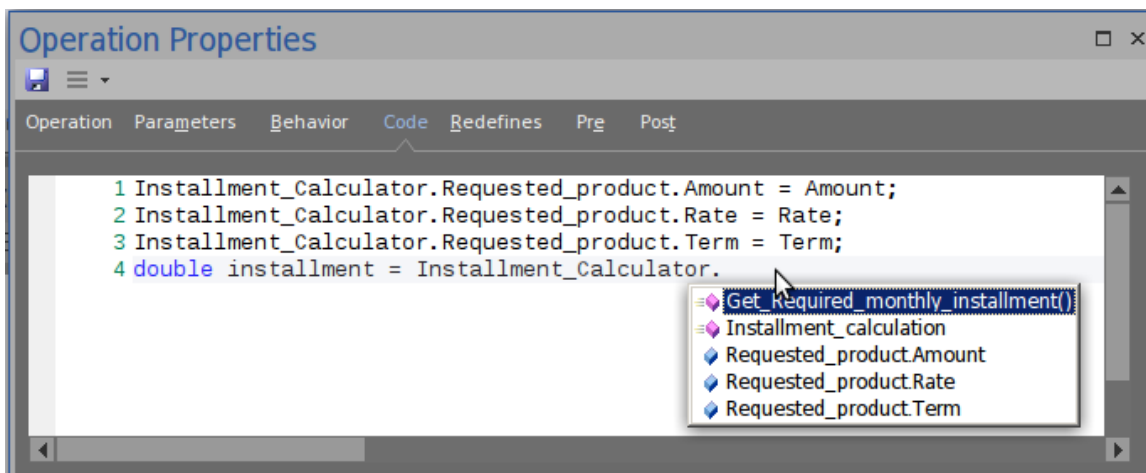 Operation Properties
Operation Parameters Behavior Code Redefines Pre Post
1 Installment_Calculator.Requested_product.Amount = Amount;
2 Installment_Calculator.Requested_product.Rate = Rate;
3 Installment_Calculator.Requested_product.Term = Term;
4 double installment = Installment_Calculator.
Get_Required_monthly_installment()
Installment_calculation
Requested_product.Amount
Requested_product.Rate
Requested_product.Term